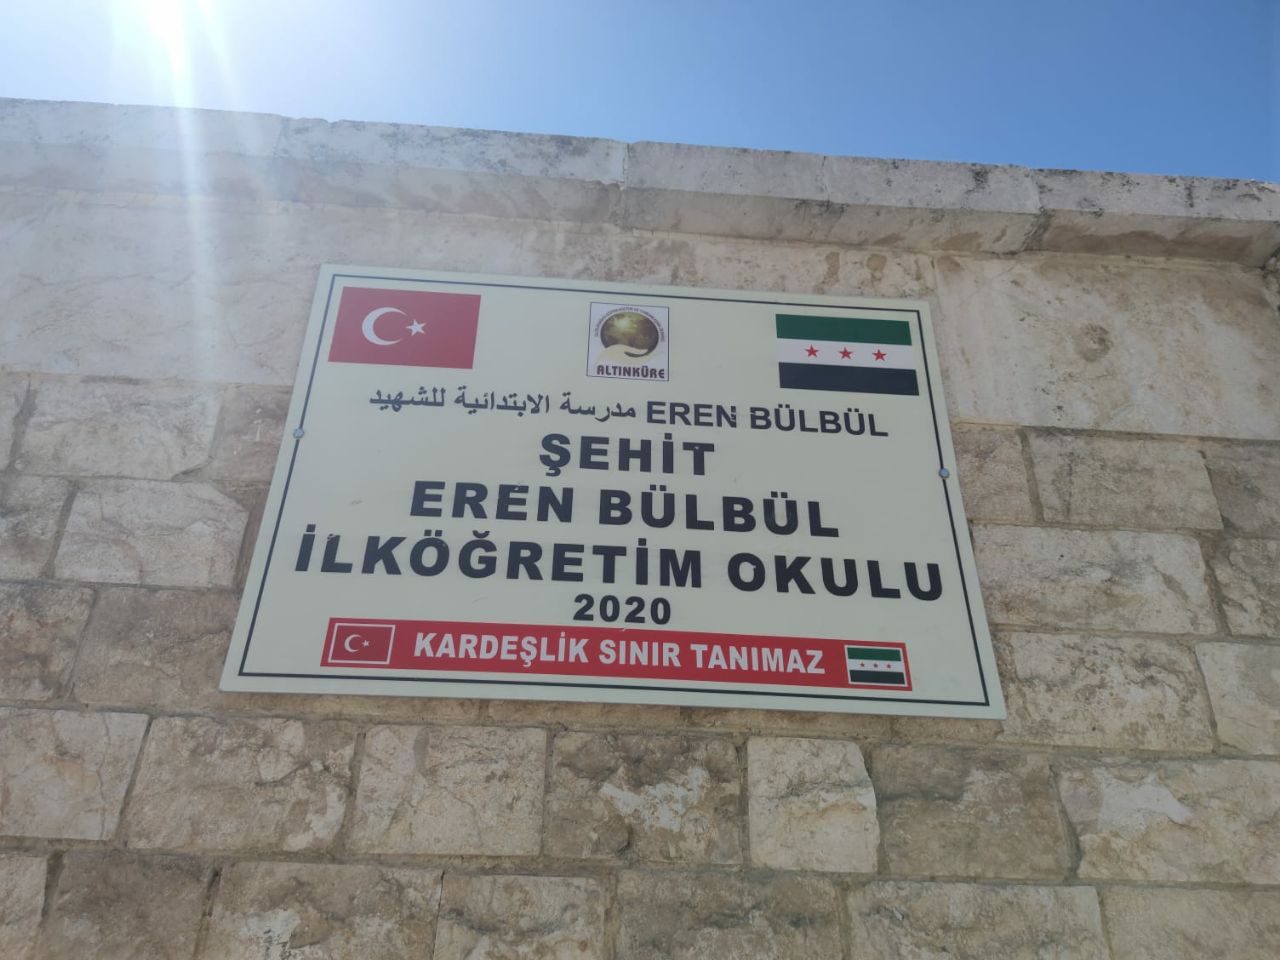 ALTINKÜRE
مدرسة الابتدائية للشهيد EREN BÜLBÜL
ŞEHİT
EREN BÜLBÜL
İLKÖĞRETİM OKULU
2020
KARDEŞLİK SINIR TANIMAZ